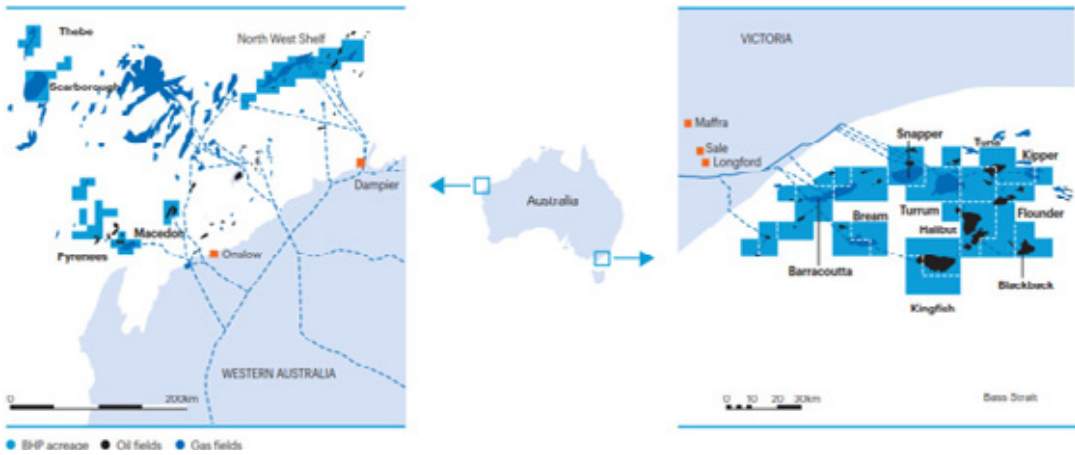 Thebe
North West Shelf
Scarborough
Dampier
Macedon
Pyrenees
Onslow
WESTERN AUSTRALIA
0 200km
BHP acreage Oil fields Gas fields
Australia
VICTORIA
Maffra
Sale
Longford
Snapper
Tuna
Kipper
Bream
Turrum
Halibut
Flounder
Barracoutta
Blackback
Kingfish
0 10 20 30km
Bass Strait